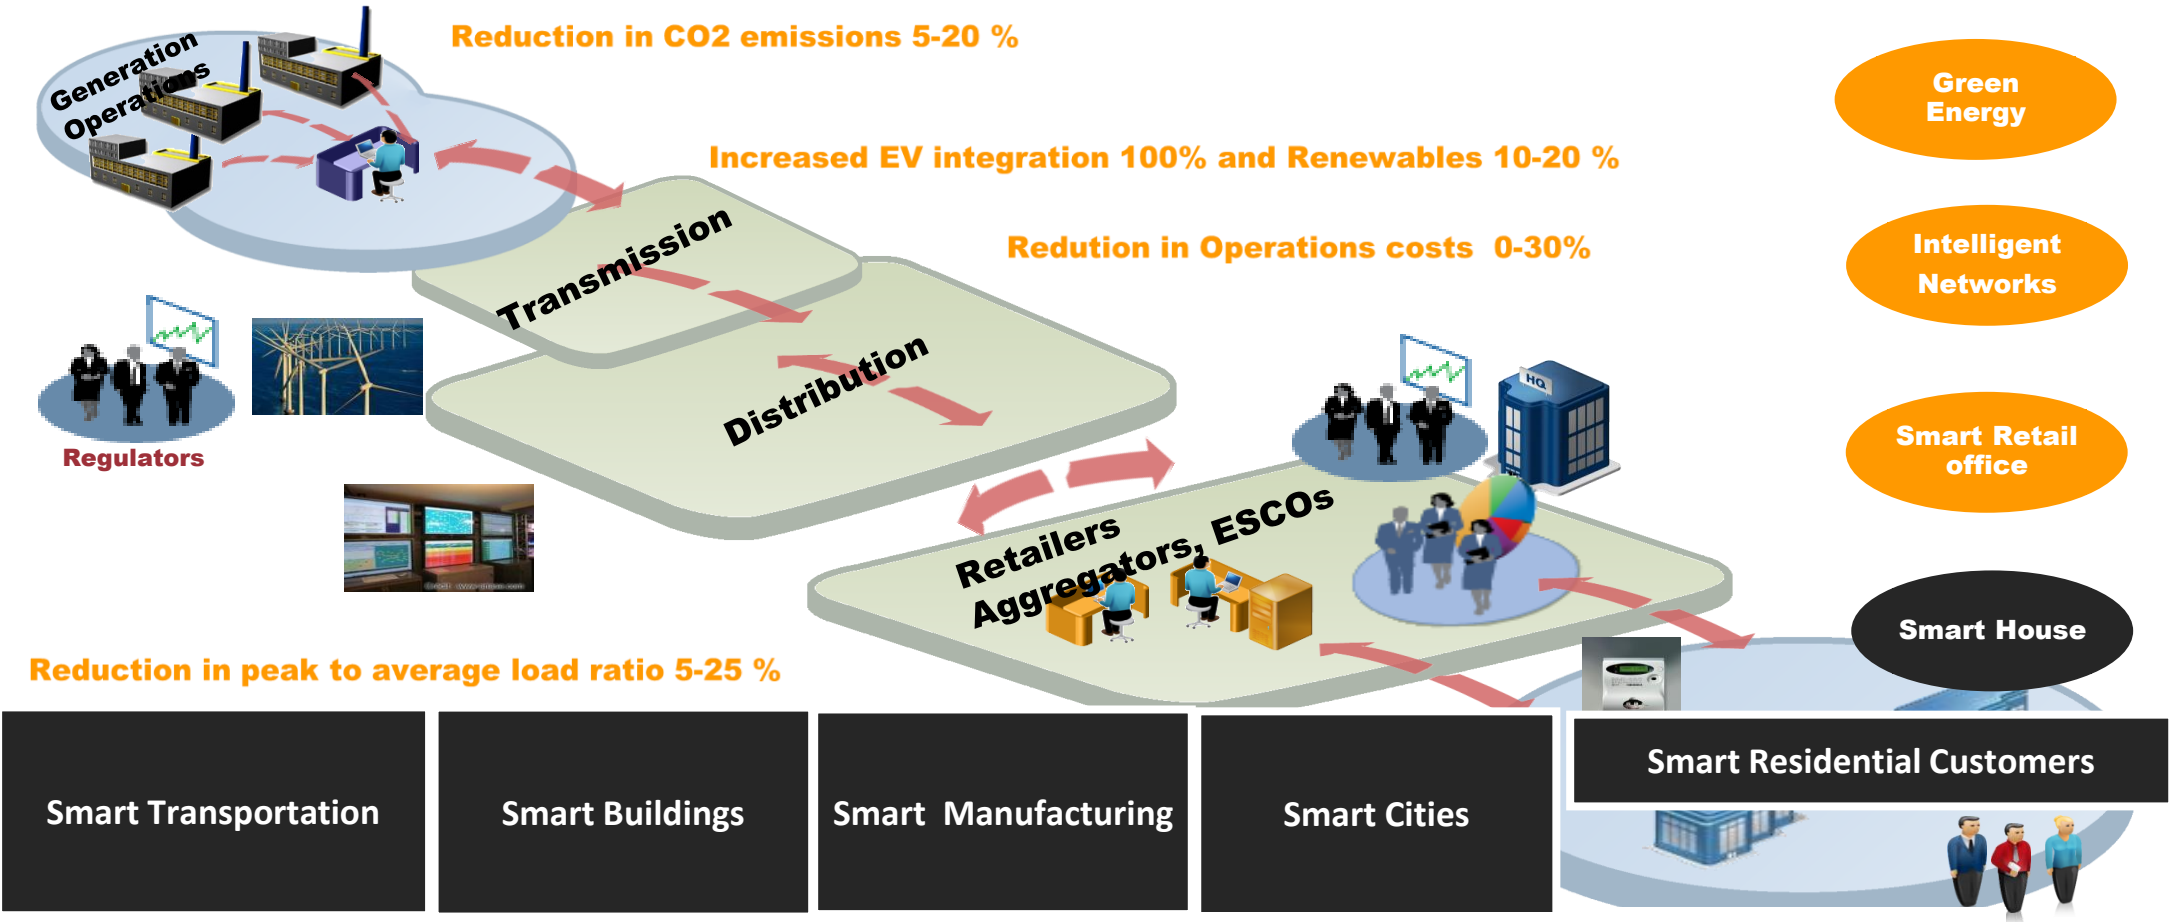 Reduction in CO2 emissions 5-20 %
Generation
Operations
Green
Energy
Increased EV integration 100% and Renewables 10-20 %
Transmission
Redution in Operations costs 0-30%
Intelligent
Networks
Distribution
HQ
Regulators
Smart Retail
office
Retailers
Aggregators, ESCOs
Smart House
Reduction in peak to average load ratio 5-25 %
Smart Transportation
Smart Buildings
Smart Manufacturing
Smart Cities
Smart Residential Customers